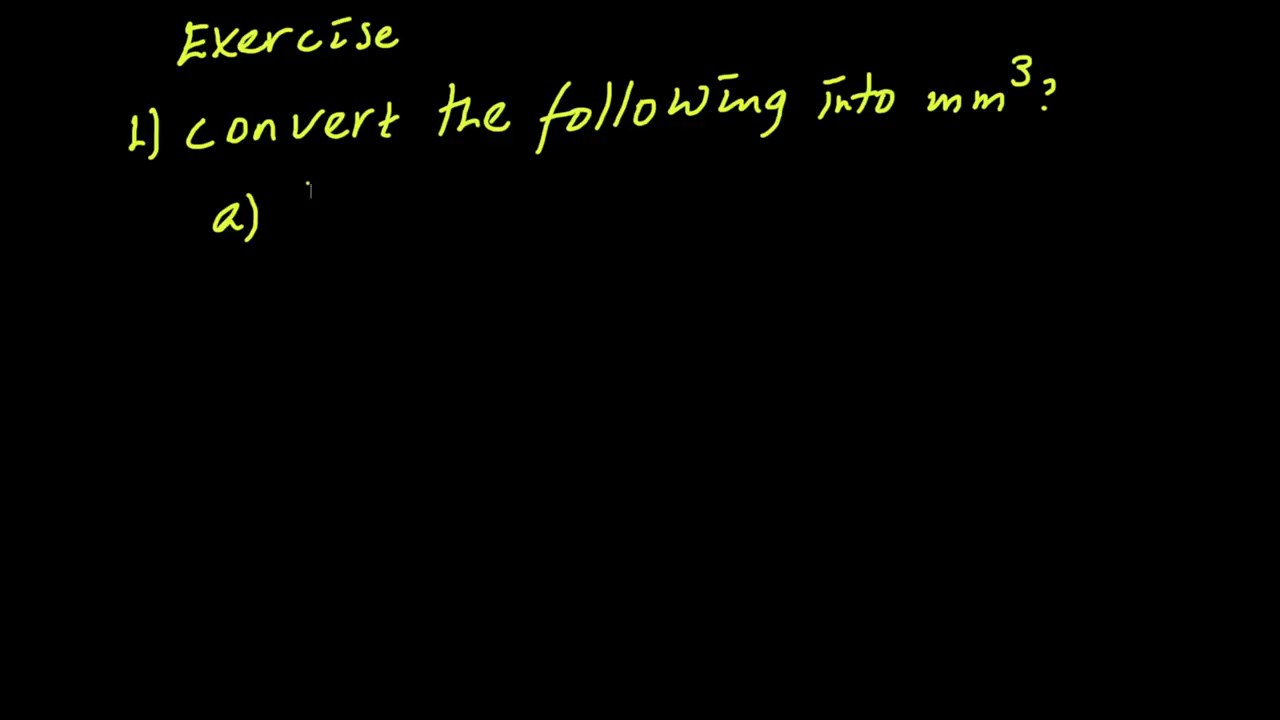 Exercise
1) convert the following into mm³?
a)